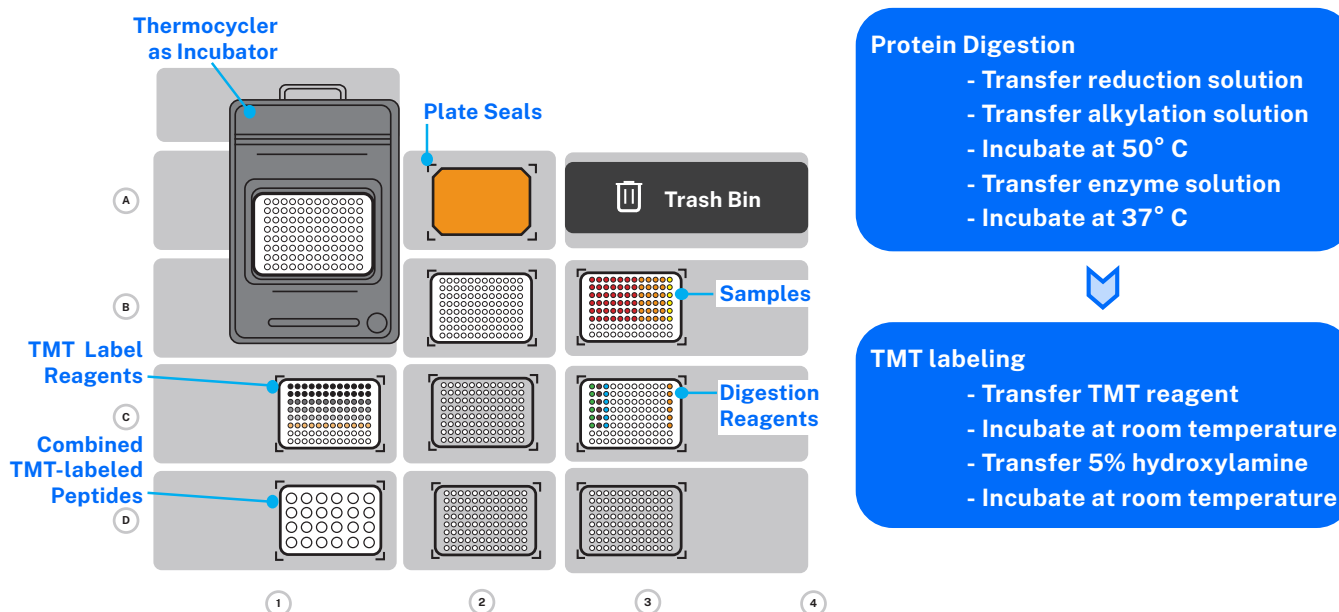 Thermocycler
as Incubator
Plate Seals
A
Trash Bin
B
Samples
TMT Label
Reagents
C
Digestion
Reagents
Combined
TMT-labeled
Peptides
D
1
2
3
4
Protein Digestion
- Transfer reduction solution
- Transfer alkylation solution
- Incubate at 50° C
- Transfer enzyme solution
- Incubate at 37° C
TMT labeling
- Transfer TMT reagent
- Incubate at room temperature
- Transfer 5% hydroxylamine
- Incubate at room temperature